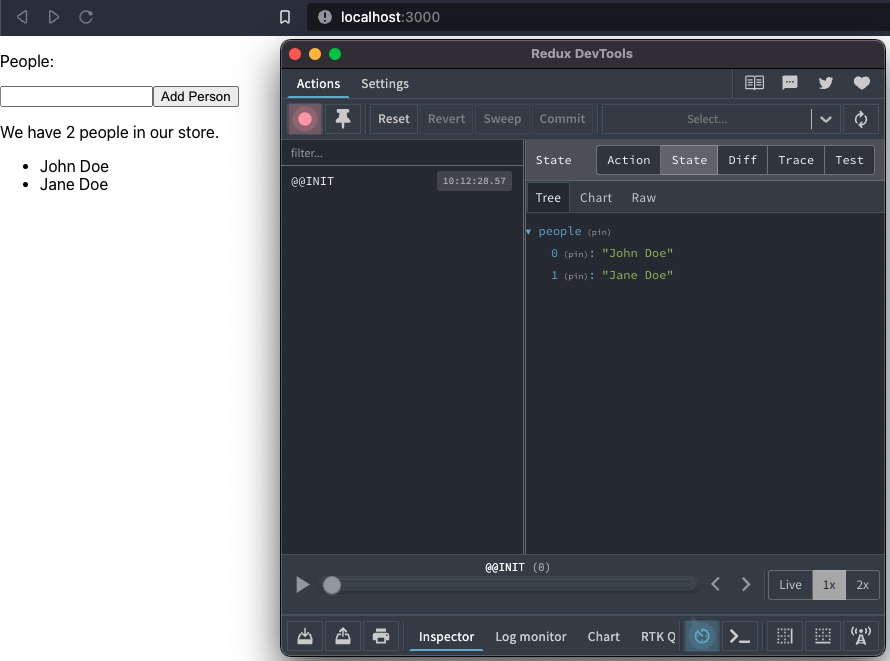 localhost:3000
People:
Add Person
We have 2 people in our store.
John Doe
Jane Doe
Redux DevTools
Actions Settings
Reset Revert Sweep Commit Select...
filter...
@@INIT 10:12:28.57
State Action State Diff Trace Test
Tree Chart Raw
people (pin)
0 (pin): "John Doe"
1 (pin): "Jane Doe"
@@INIT (0)
Live 1x 2x
Inspector Log monitor Chart RTK Q